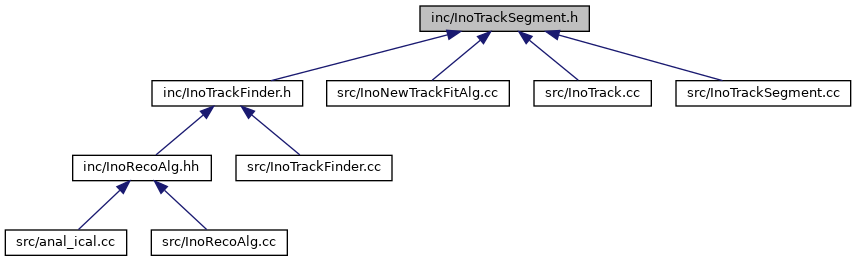 inc/InoTrackSegment.h
inc/InoTrackFinder.h
src/InoNewTrackFitAlg.cc
src/InoTrack.cc
src/InoTrackSegment.cc
inc/InoRecoAlg.hh
src/InoTrackFinder.cc
src/anal_ical.cc
src/InoRecoAlg.cc